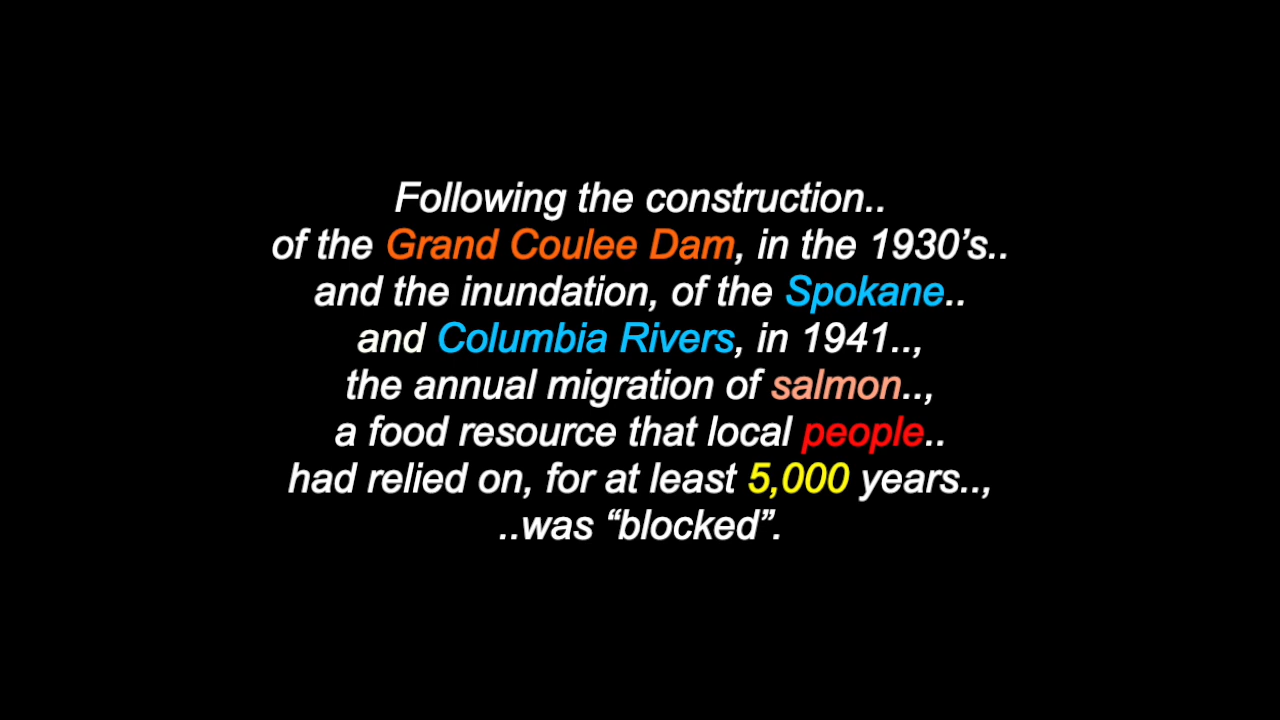 Following the construction..
of the Grand Coulee Dam, in the 1930’s..
and the inundation, of the Spokane..
and Columbia Rivers, in 1941..,
the annual migration of salmon..,
a food resource that local people..
had relied on, for at least 5,000 years..,
..was “blocked”.